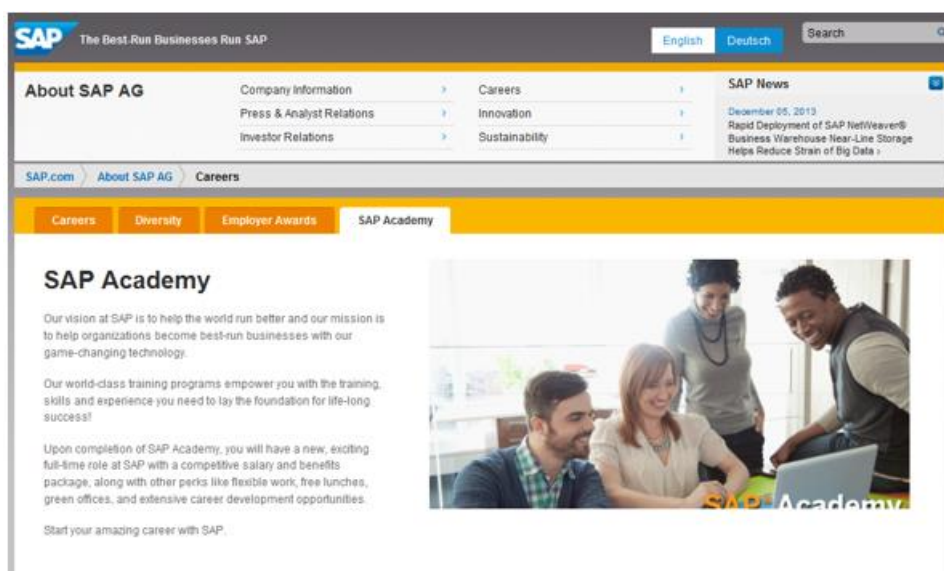 SAP The Best-Run Businesses Run SAP
English Deutsch Search
About SAP AG
Company Information
Press & Analyst Relations
Investor Relations
Careers
Innovation
Sustainability
SAP News
December 05, 2013
Rapid Deployment of SAP NetWeaver®
Business Warehouse Near-Line Storage
Helps Reduce Strain of Big Data ›
SAP.com About SAP AG Careers
Careers Diversity Employer Awards SAP Academy
SAP Academy
Our vision at SAP is to help the world run better and our mission is
to help organizations become best-run businesses with our
game-changing technology.
Our world-class training programs empower you with the training,
skills and experience you need to lay the foundation for life-long
success!
Upon completion of SAP Academy, you will have a new, exciting
full-time role at SAP with a competitive salary and benefits
package, along with other perks like flexible work, free lunches,
green offices, and extensive career development opportunities.
Start your amazing career with SAP.
SAP Academy